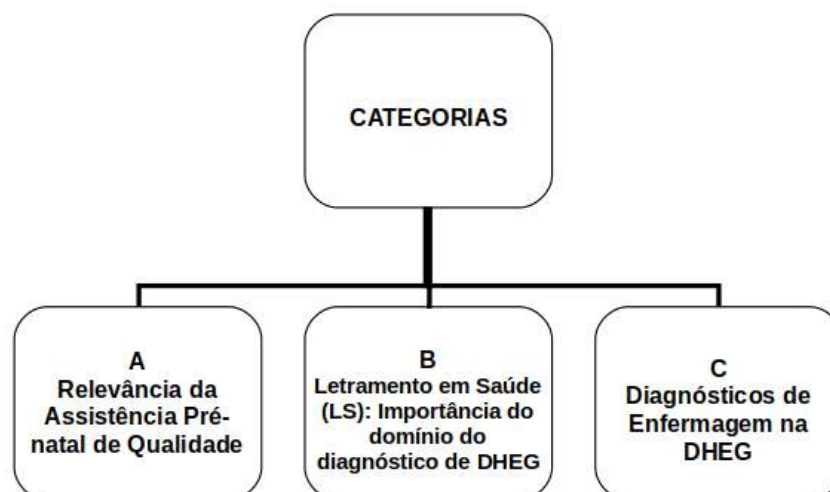 CATEGORIAS
A
Relevância da
Assistência Pré-
natal de Qualidade
B
Letramento em Saúde
(LS): Importância do
domínio do
diagnóstico de DHEG
C
Diagnósticos de
Enfermagem na
DHEG